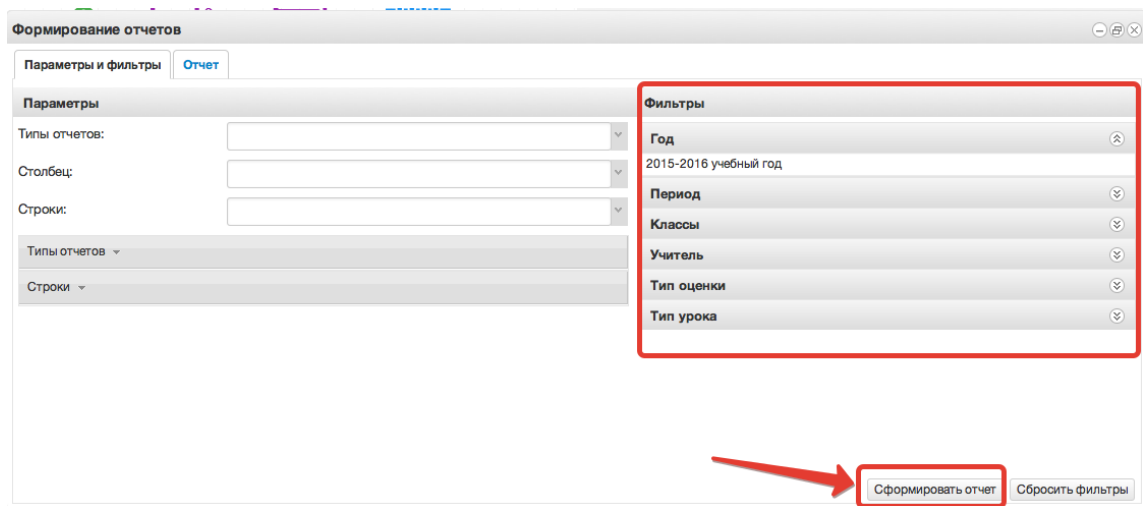 Формирование отчетов
Параметры и фильтры Отчет
Параметры
Типы отчетов:
Столбец:
Строки:
Типы отчетов
Строки
Фильтры
Год
2015-2016 учебный год
Период
Классы
Учитель
Тип оценки
Тип урока
Сформировать отчет Сбросить фильтры